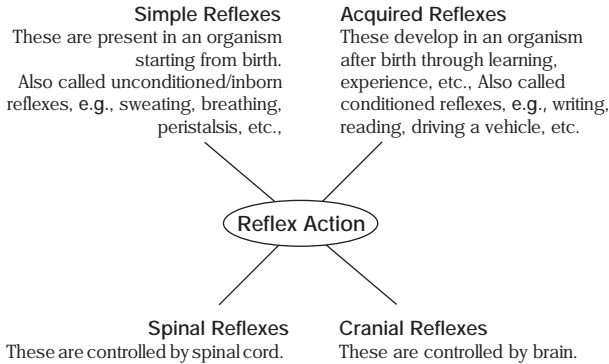 Simple Reflexes
These are present in an organism
starting from birth.
Also called unconditioned/inborn
reflexes, e.g., sweating, breathing,
peristalsis, etc.,
Acquired Reflexes
These develop in an organism
after birth through learning,
experience, etc., Also called
conditioned reflexes, e.g., writing,
reading, driving a vehicle, etc.
Reflex Action
Spinal Reflexes
These are controlled by spinal cord.
Cranial Reflexes
These are controlled by brain.